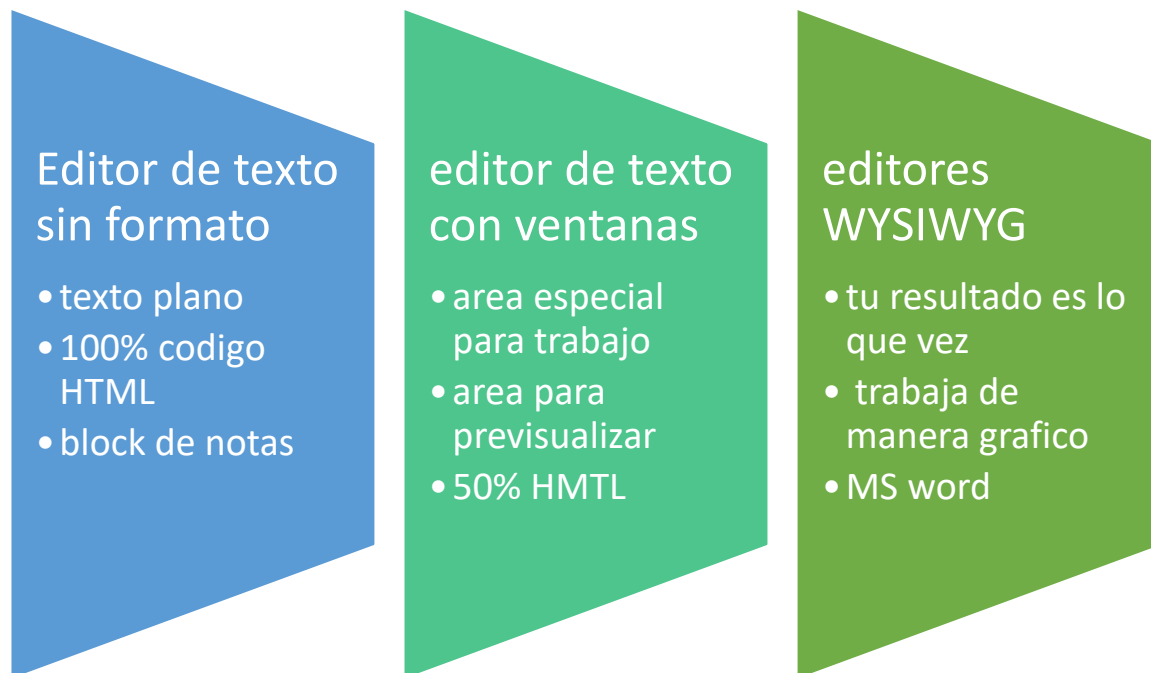 Editor de texto
sin formato
•texto plano
•100% codigo
HTML
•block de notas
editor de texto
con ventanas
•area especial
para trabajo
•area para
previsualizar
•50% HMTL
editores
WYSIWYG
•tu resultado es lo
que vez
• trabaja de
manera grafico
•MS word